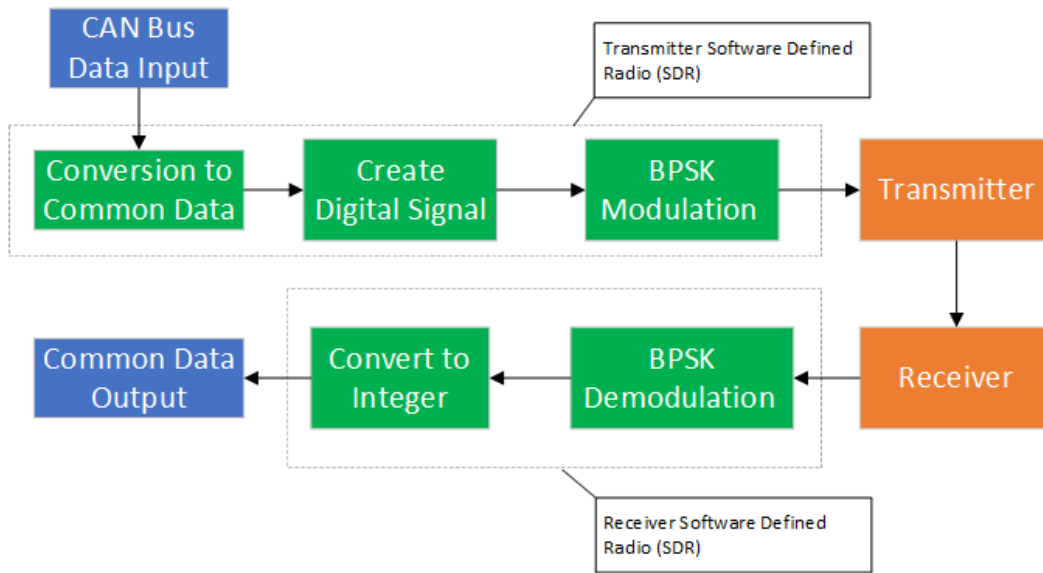 CAN Bus
Data Input
Transmitter Software Defined
Radio (SDR)
Conversion to
Common Data
Create
Digital Signal
BPSK
Modulation
Transmitter
Common Data
Output
Convert to
Integer
BPSK
Demodulation
Receiver
Receiver Software Defined
Radio (SDR)